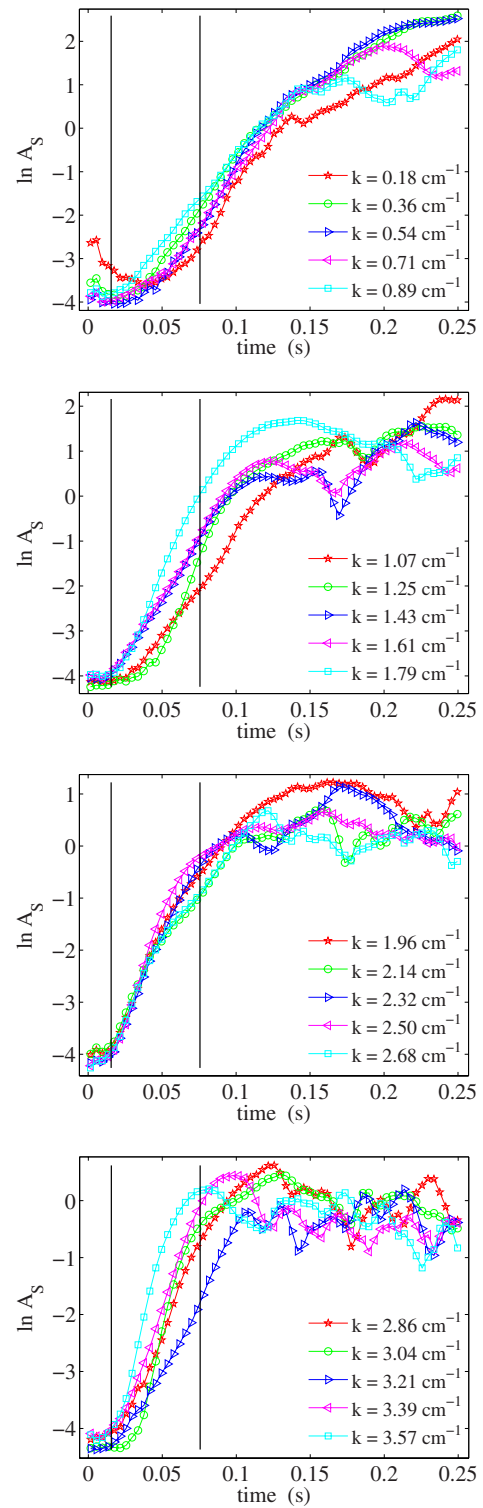 2
1
0
−1
−2
−3
−4
ln A_S
0 0.05 0.1 0.15 0.2 0.25
time (s)
k = 0.18 cm⁻¹
k = 0.36 cm⁻¹
k = 0.54 cm⁻¹
k = 0.71 cm⁻¹
k = 0.89 cm⁻¹
2
1
0
−1
−2
−3
−4
ln A_S
0 0.05 0.1 0.15 0.2 0.25
time (s)
k = 1.07 cm⁻¹
k = 1.25 cm⁻¹
k = 1.43 cm⁻¹
k = 1.61 cm⁻¹
k = 1.79 cm⁻¹
1
0
−1
−2
−3
−4
ln A_S
0 0.05 0.1 0.15 0.2 0.25
time (s)
k = 1.96 cm⁻¹
k = 2.14 cm⁻¹
k = 2.32 cm⁻¹
k = 2.50 cm⁻¹
k = 2.68 cm⁻¹
0
−1
−2
−3
−4
ln A_S
0 0.05 0.1 0.15 0.2 0.25
time (s)
k = 2.86 cm⁻¹
k = 3.04 cm⁻¹
k = 3.21 cm⁻¹
k = 3.39 cm⁻¹
k = 3.57 cm⁻¹